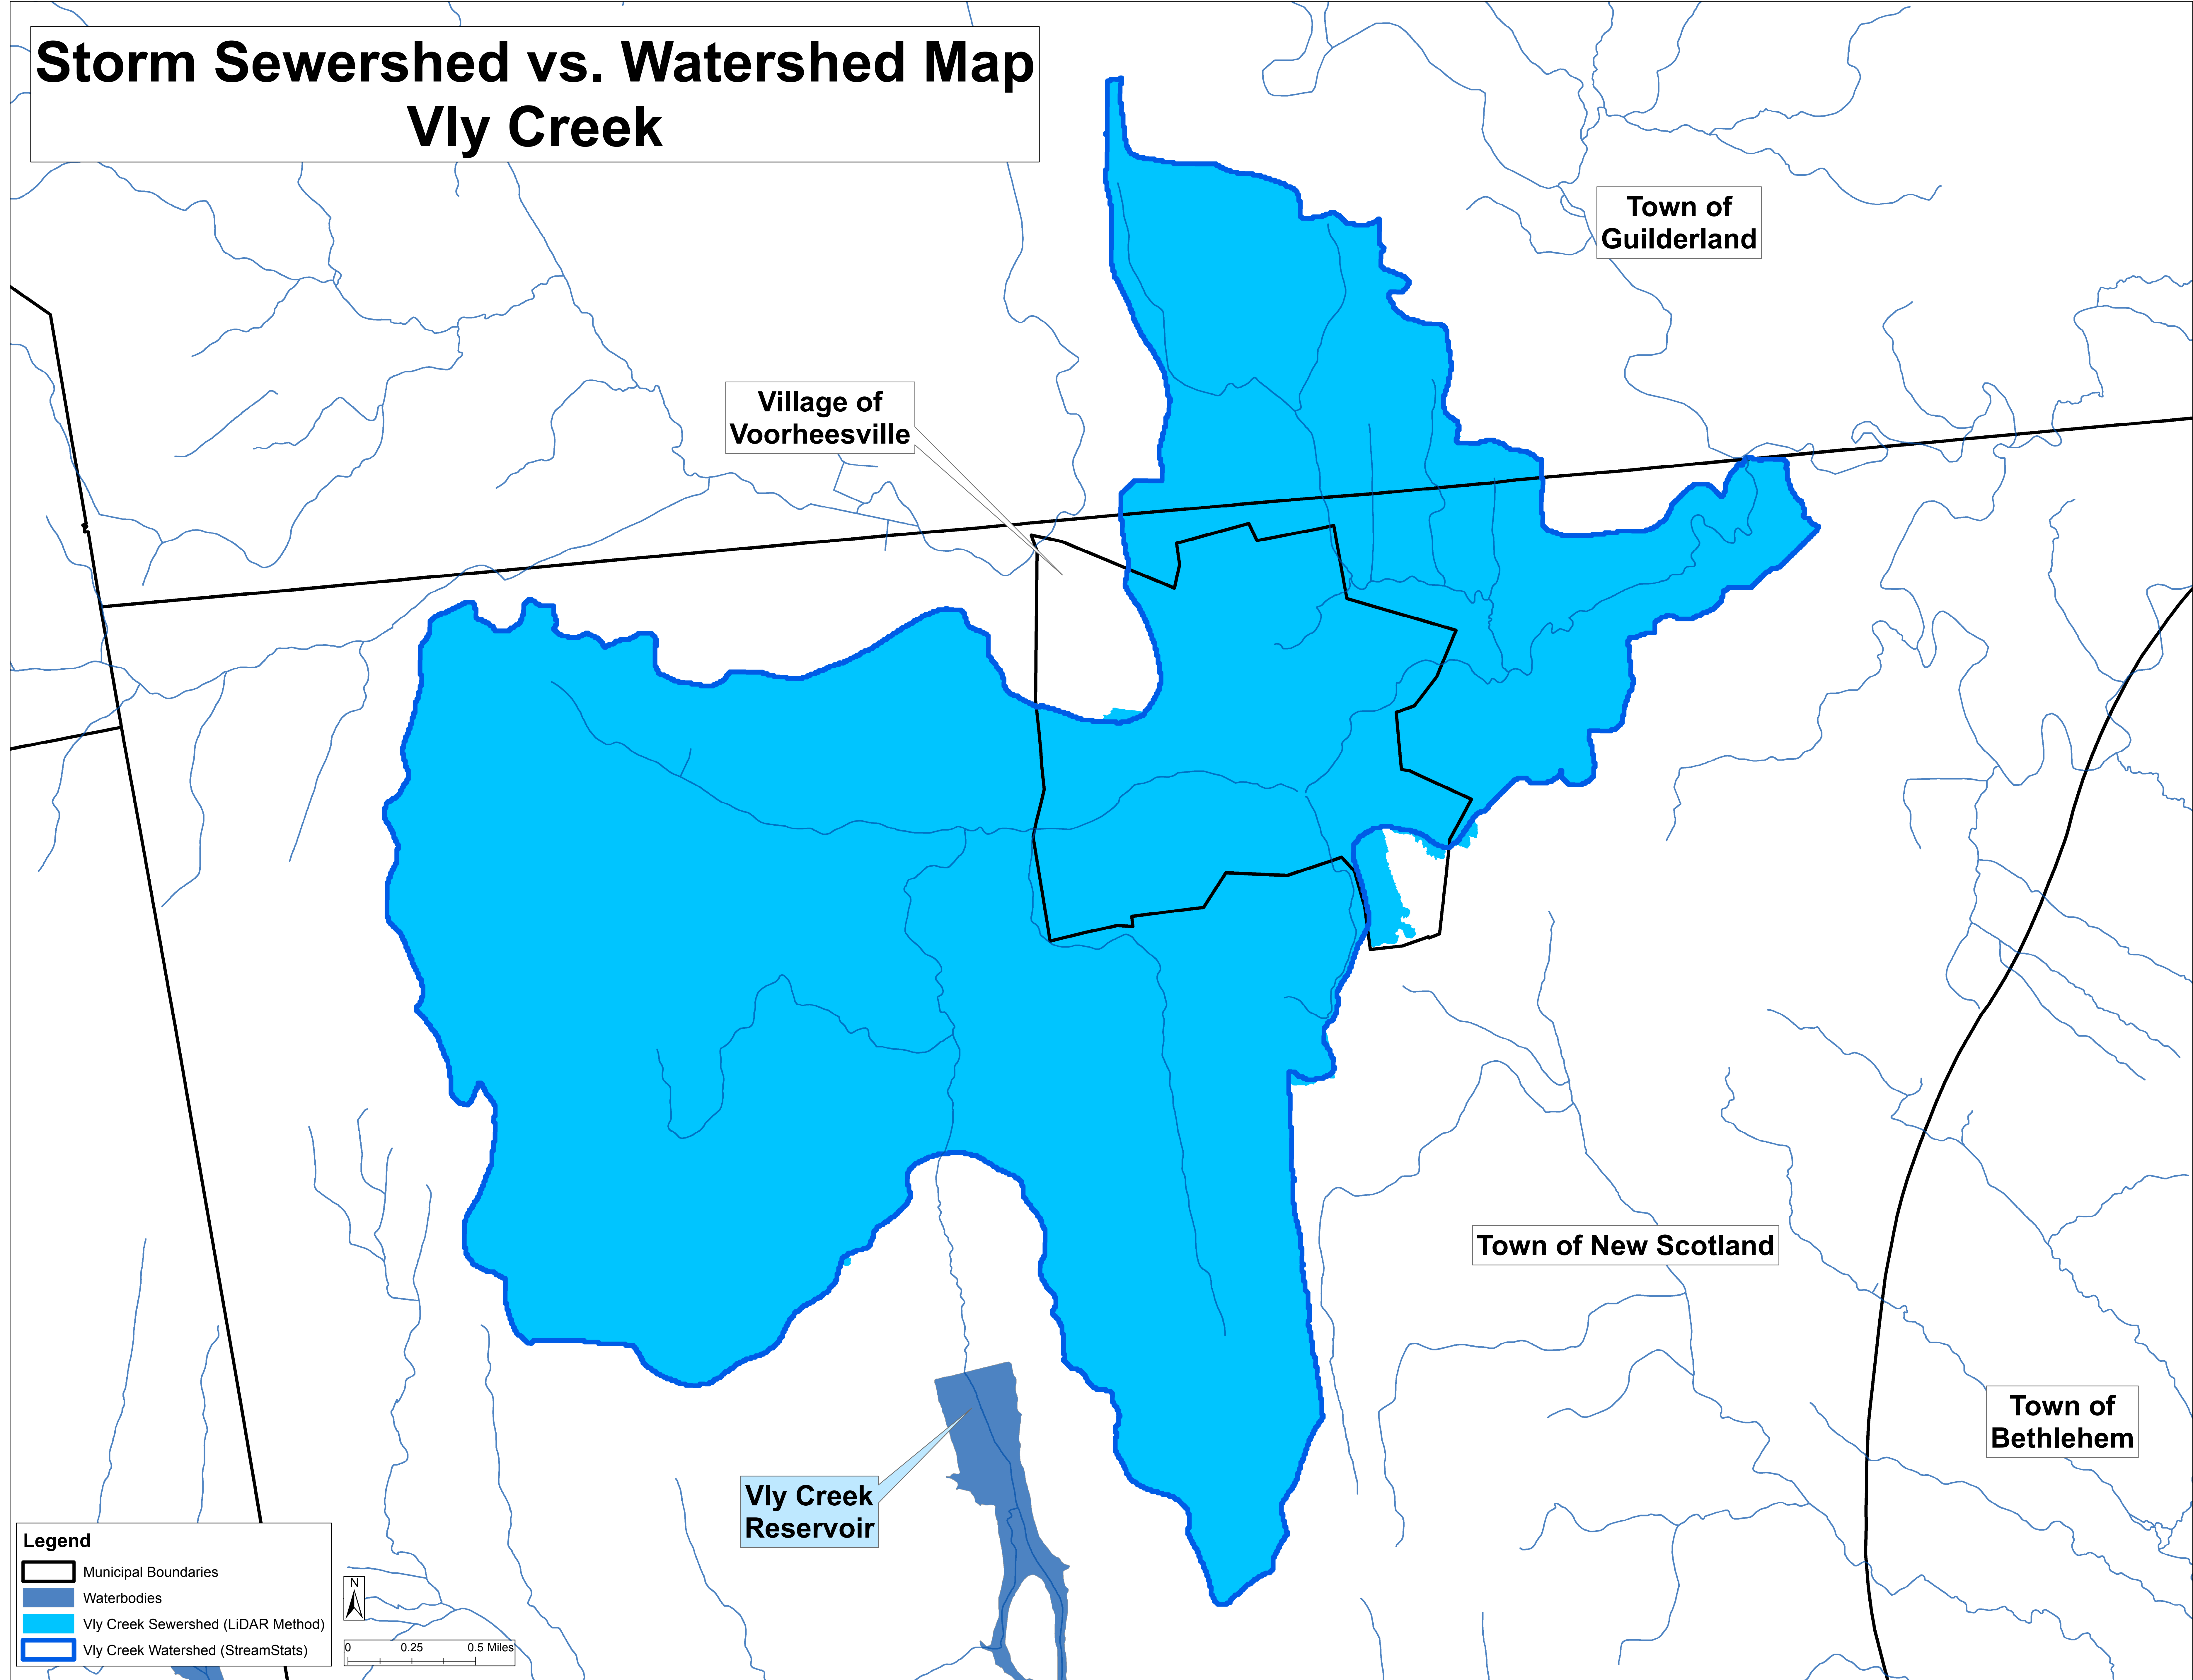 Storm Sewershed vs. Watershed Map
Vly Creek
Town of
Guilderland
Village of
Voorheesville
Town of New Scotland
Town of
Bethlehem
Vly Creek
Reservoir
Legend
Municipal Boundaries
Waterbodies
Vly Creek Sewershed (LiDAR Method)
Vly Creek Watershed (StreamStats)
N
0 0.25 0.5 Miles